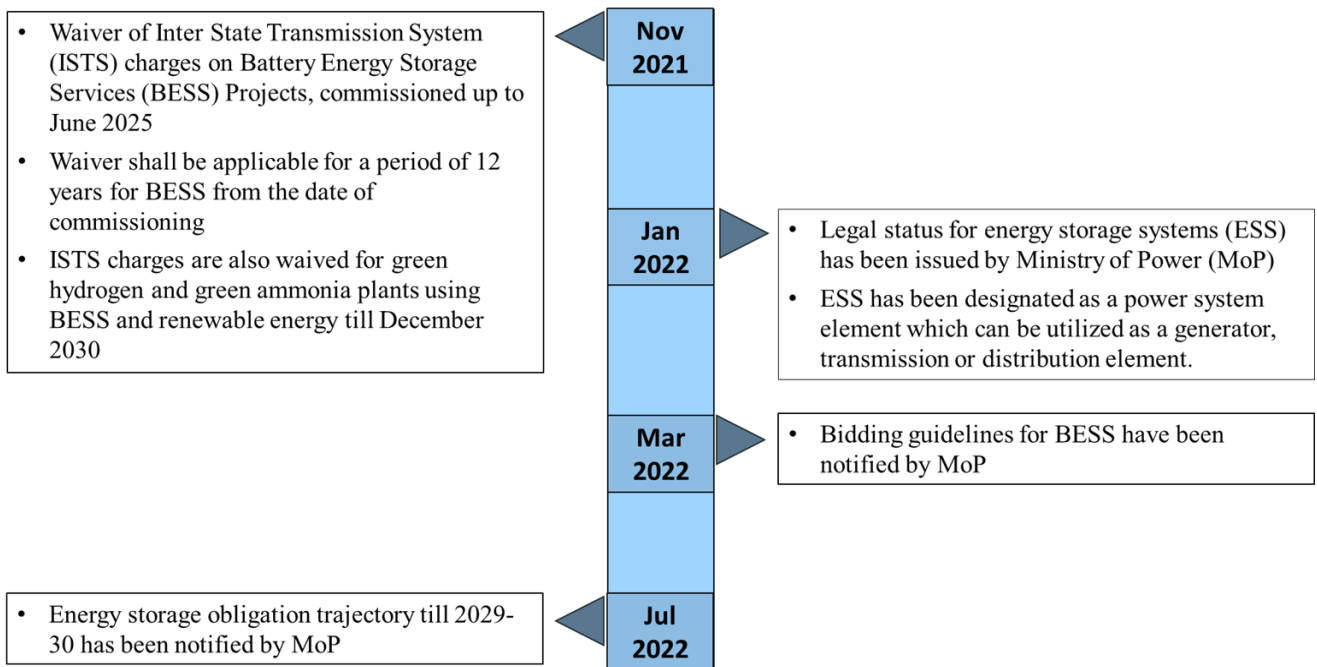 Nov
2021
• Waiver of Inter State Transmission System
(ISTS) charges on Battery Energy Storage
Services (BESS) Projects, commissioned up to
June 2025
• Waiver shall be applicable for a period of 12
years for BESS from the date of
commissioning
• ISTS charges are also waived for green
hydrogen and green ammonia plants using
BESS and renewable energy till December
2030
Jan
2022
• Legal status for energy storage systems (ESS)
has been issued by Ministry of Power (MoP)
• ESS has been designated as a power system
element which can be utilized as a generator,
transmission or distribution element.
Mar
2022
• Bidding guidelines for BESS have been
notified by MoP
Jul
2022
• Energy storage obligation trajectory till 2029-
30 has been notified by MoP